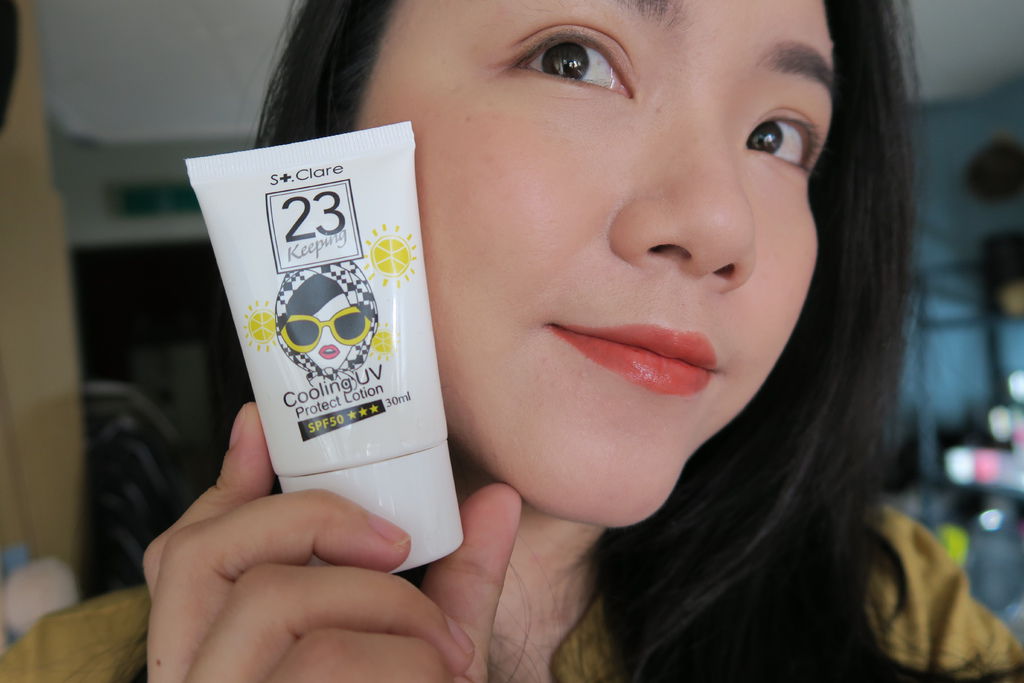 St.Clare
23
Keeping
Cooling UV
Protect Lotion
30ml
SPF50 ★★★